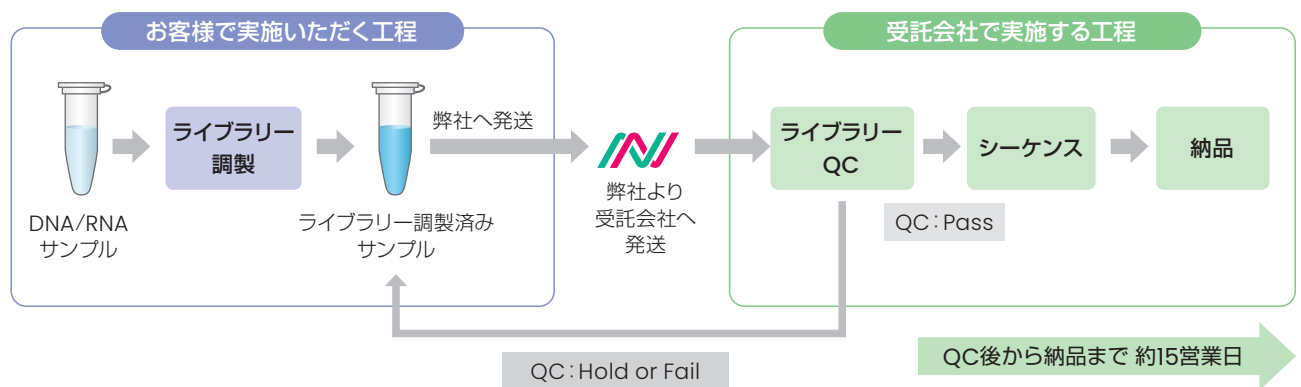 お客様で実施いただく工程
受託会社で実施する工程
DNA/RNA
サンプル
ライブラリー
調製
ライブラリー調製済み
サンプル
弊社へ発送
弊社より
受託会社へ
発送
ライブラリー
QC
シーケンス
納品
QC：Pass
QC：Hold or Fail
QC後から納品まで 約15営業日